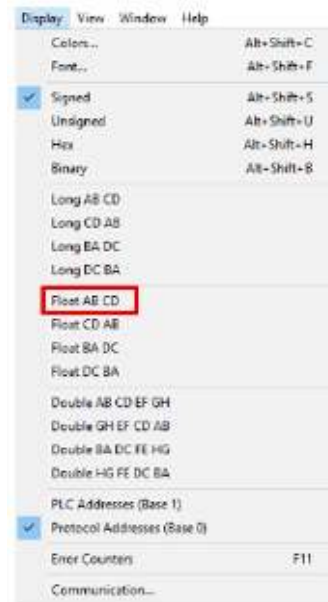 Display View Window Help
Colors... Alt+Shift+C
Font... Alt+Shift+F
Signed Alt+Shift+S
Unsigned Alt+Shift+U
Hex Alt+Shift+H
Binary Alt+Shift+B
Long AB CD
Long CD AB
Long BA DC
Long DC BA
Float AB CD
Float CD AB
Float BA DC
Float DC BA
Double AB CD EF GH
Double GH EF CD AB
Double BA DC FE HG
Double HG FE DC BA
PLC Addresses (Base 1)
Protocol Addresses (Base 0)
Error Counters F11
Communication...